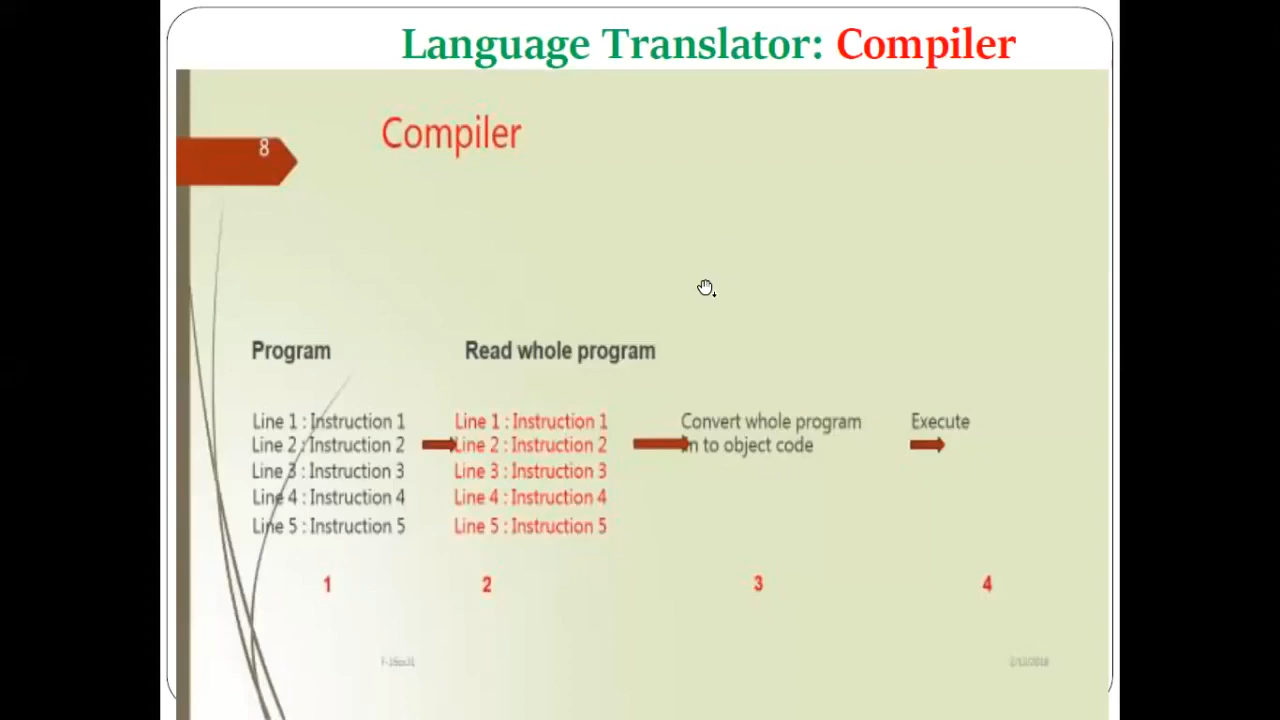 Language Translator: Compiler
8
Compiler
Program
Read whole program
Line 1 : Instruction 1
Line 2 : Instruction 2
Line 3 : Instruction 3
Line 4 : Instruction 4
Line 5 : Instruction 5
Line 1 : Instruction 1
Line 2 : Instruction 2
Line 3 : Instruction 3
Line 4 : Instruction 4
Line 5 : Instruction 5
Convert whole program
in to object code
Execute
1
2
3
4